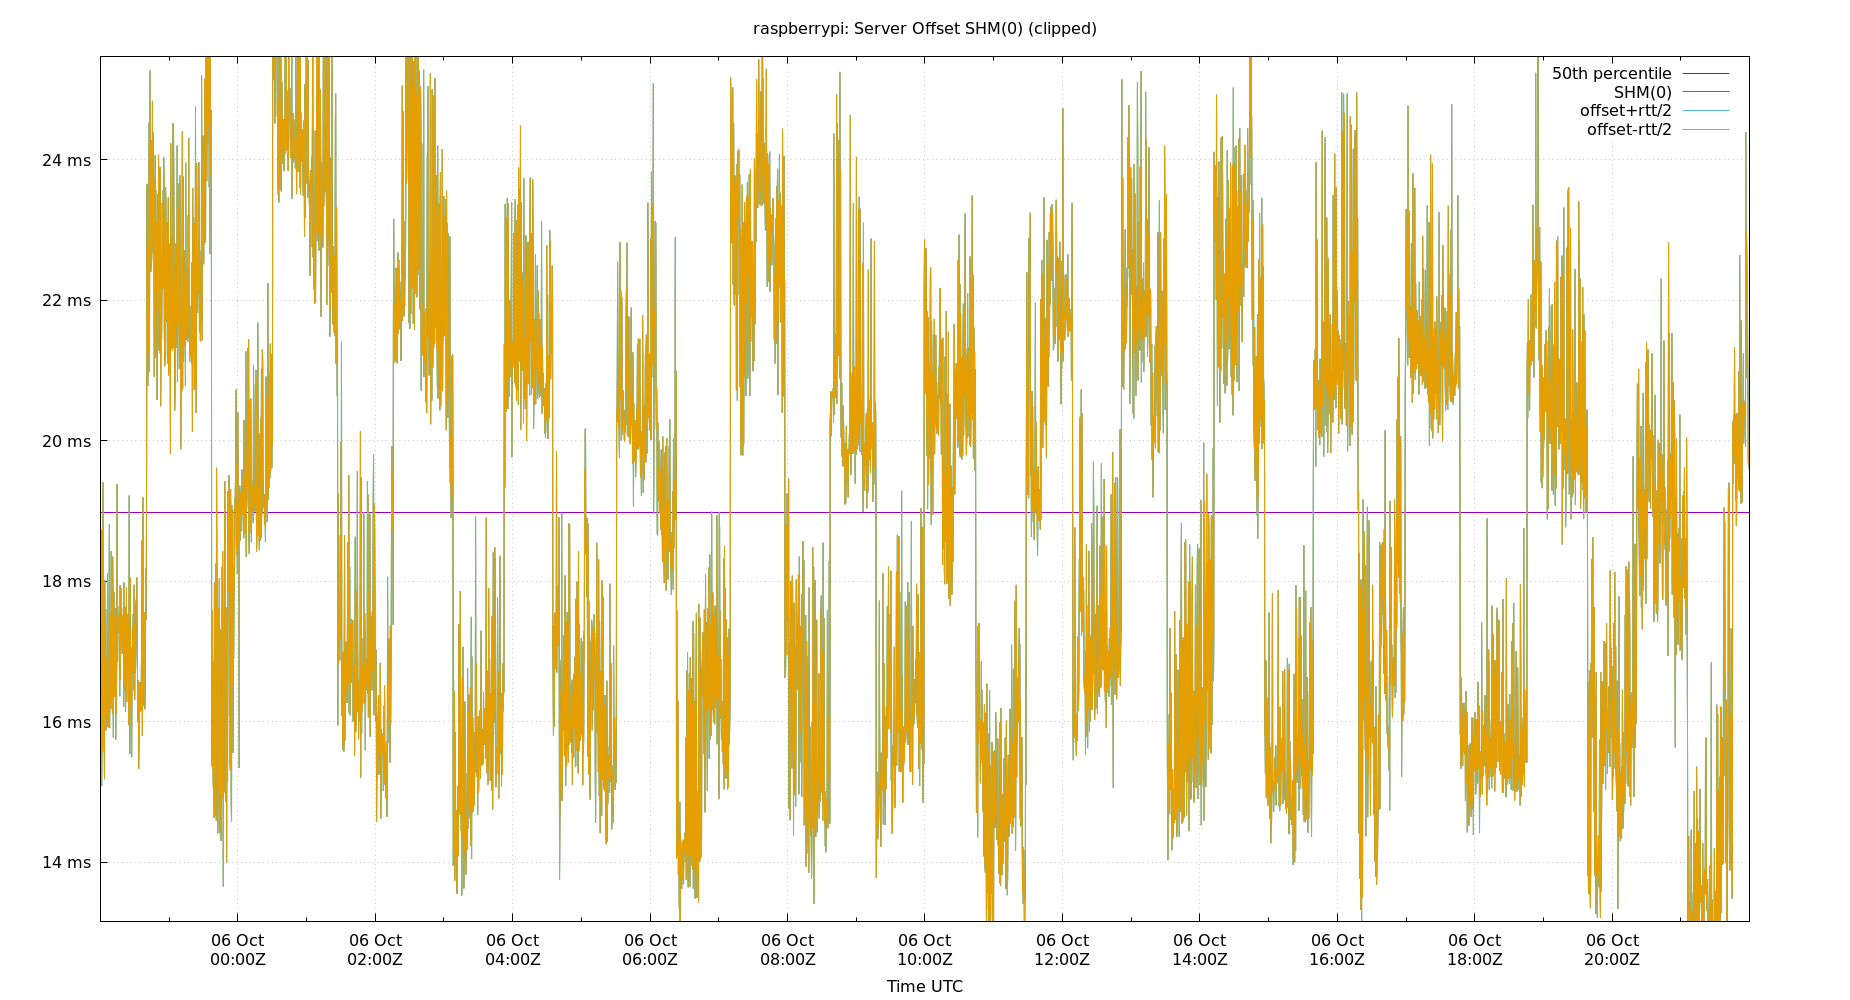 raspberrypi: Server Offset SHM(0) (clipped)
50th percentile
SHM(0)
offset+rtt/2
offset-rtt/2
24 ms
22 ms
20 ms
18 ms
16 ms
14 ms
06 Oct 06 Oct 06 Oct 06 Oct 06 Oct 06 Oct 06 Oct 06 Oct 06 Oct 06 Oct 06 Oct
00:00Z 02:00Z 04:00Z 06:00Z 08:00Z 10:00Z 12:00Z 14:00Z 16:00Z 18:00Z 20:00Z
Time UTC